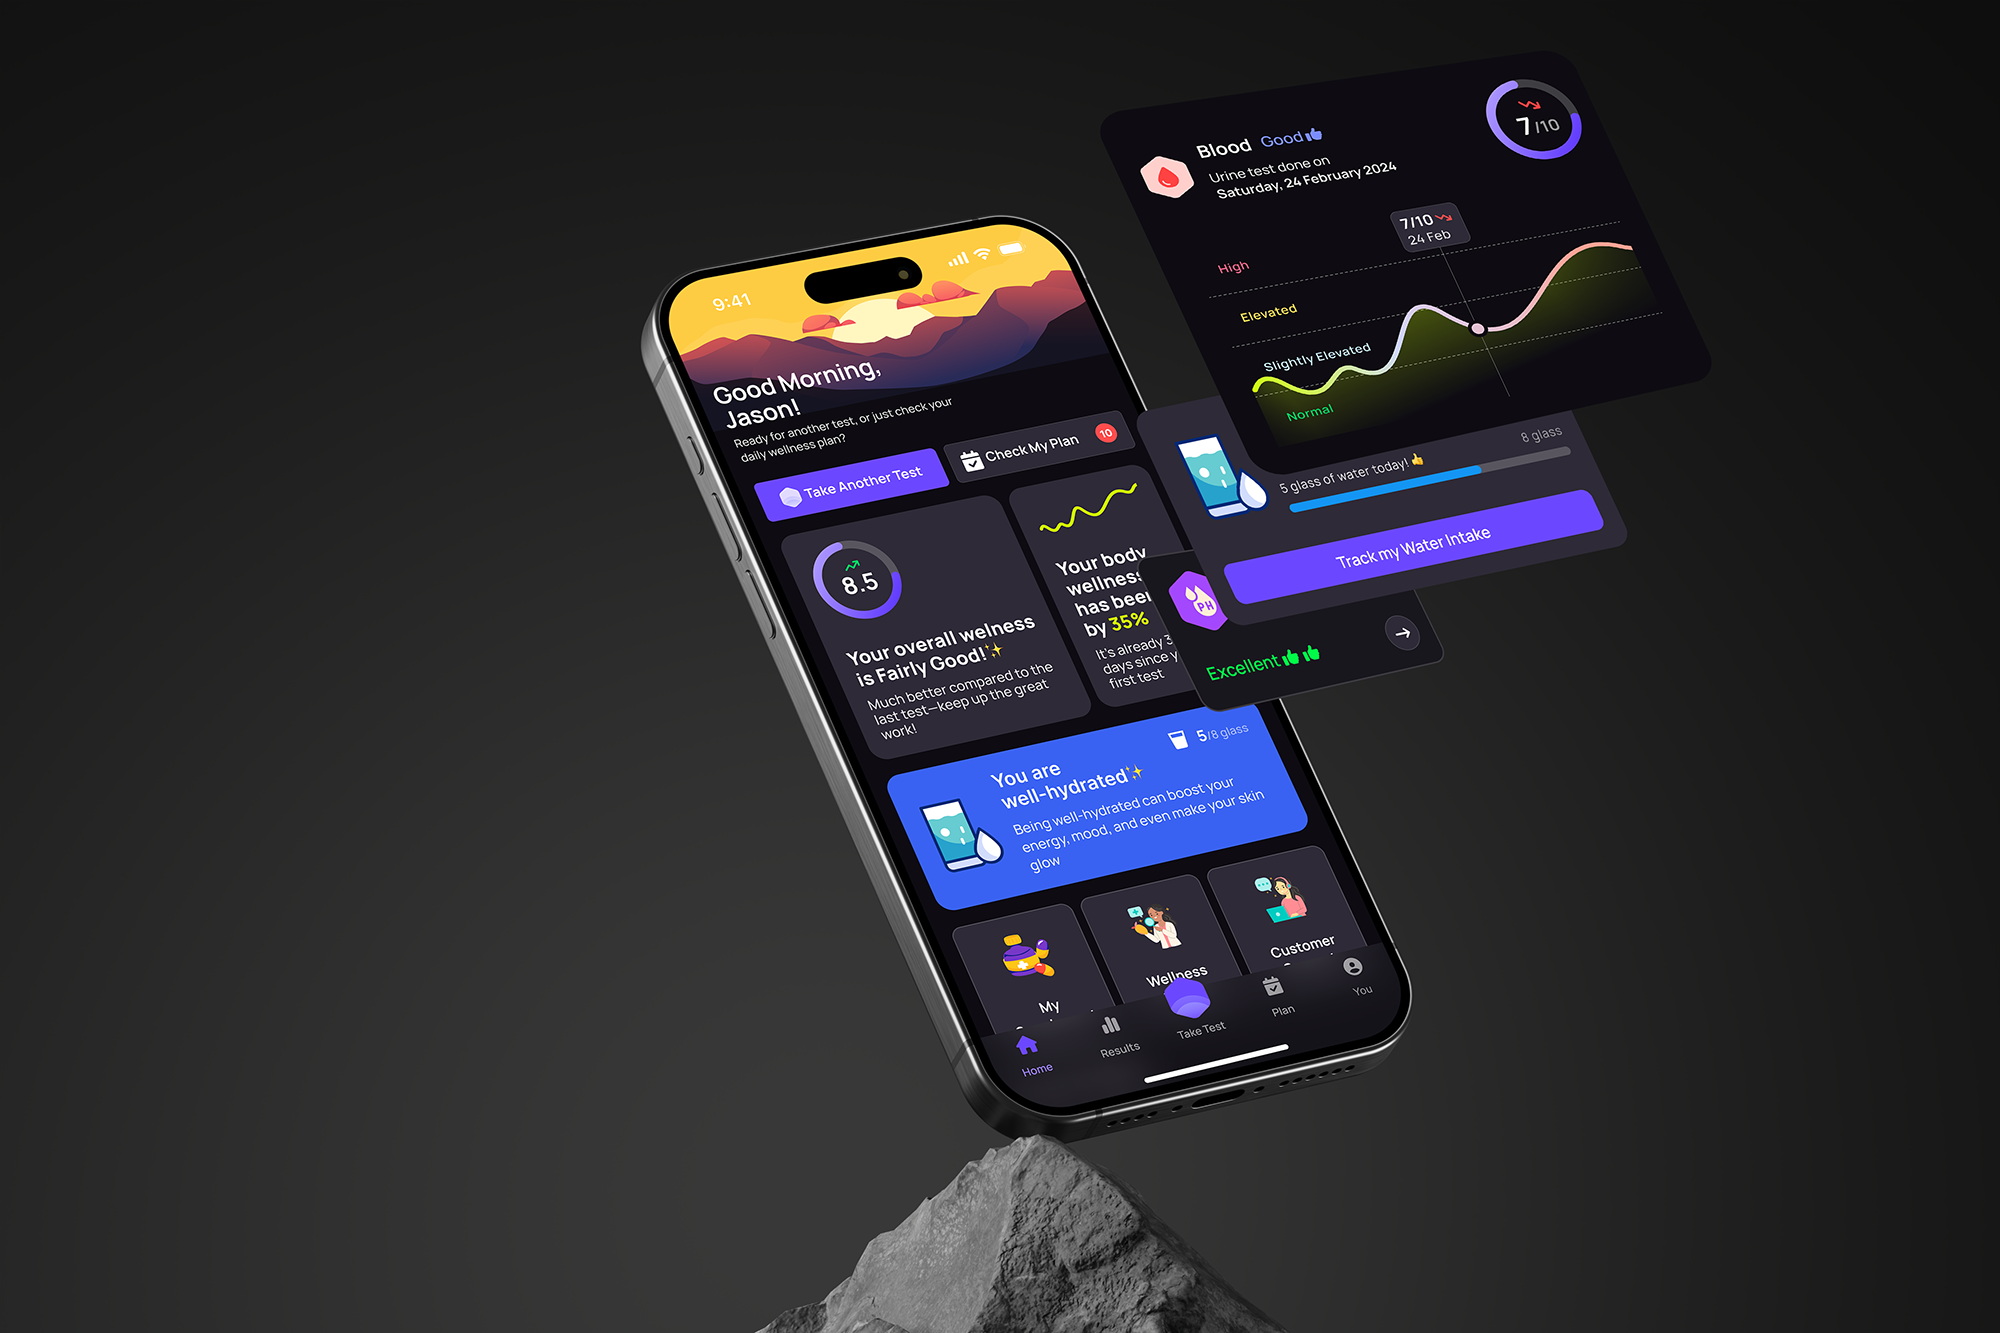 9:41
Good Morning,
Jason!
Ready for another test, or just check your
daily wellness plan?
Take Another Test
Check My Plan
10
8.5
Your overall welness
is Fairly Good!✨
Much better compared to the
last test—keep up the great
work!
Your body
wellness
has been
by 35%
It's already 3
days since y
first test
5/8 glass
You are
well-hydrated✨
Being well-hydrated can boost your
energy, mood, and even make your skin
glow
My
Wellness
Customer
Home
Results
Take Test
Plan
You
Blood Good
Urine test done on
Saturday, 24 February 2024
7/10
7/10
24 Feb
High
Elevated
Slightly Elevated
Normal
8 glass
5 glass of water today!👍
Track my Water Intake
PH
Excellent